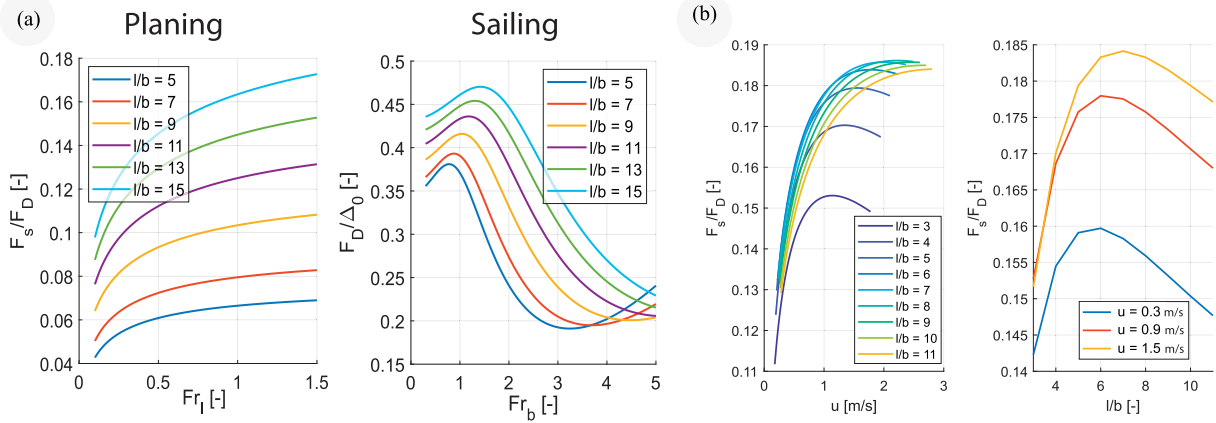 (a)
Planing
F_s/F_D [-]
0.18
0.16
0.14
0.12
0.1
0.08
0.06
0.04
l/b = 5
l/b = 7
l/b = 9
l/b = 11
l/b = 13
l/b = 15
0
0.5
1
1.5
Fr_l [-]
Sailing
F_D/Δ_0 [-]
0.5
0.45
0.4
0.35
0.3
0.25
0.2
0.15
l/b = 5
l/b = 7
l/b = 9
l/b = 11
l/b = 13
l/b = 15
0
1
2
3
4
5
Fr_b [-]
(b)
F_s/F_D [-]
0.19
0.18
0.17
0.16
0.15
0.14
0.13
0.12
0.11
l/b = 3
l/b = 4
l/b = 5
l/b = 6
l/b = 7
l/b = 8
l/b = 9
l/b = 10
l/b = 11
0
1
2
3
u [m/s]
F_s/F_D [-]
0.185
0.18
0.175
0.17
0.165
0.16
0.155
0.15
0.145
0.14
u = 0.3 m/s
u = 0.9 m/s
u = 1.5 m/s
4
6
8
10
l/b [-]